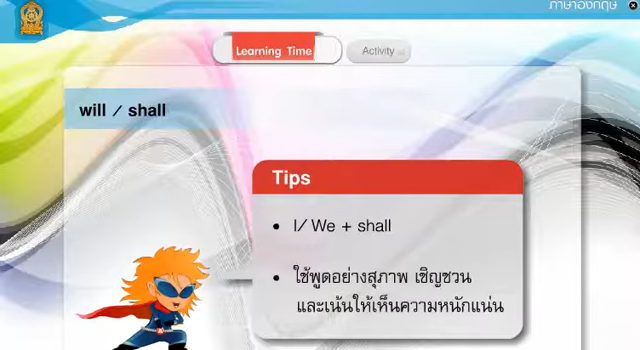 ภาษาอังกฤษ
Learning Time
Activity
will / shall
Tips
• I/ We + shall
• ใช้พูดอย่างสุภาพ เชิญชวน
และเน้นให้เห็นความหนักแน่น